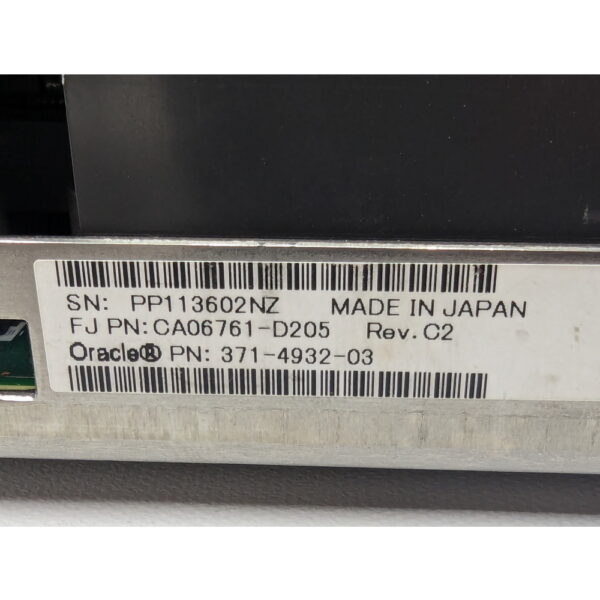 SN: PP113602NZ MADE IN JAPAN
FJ PN:CA06761-D205 Rev.C2
Oracle® PN: 371-4932-03